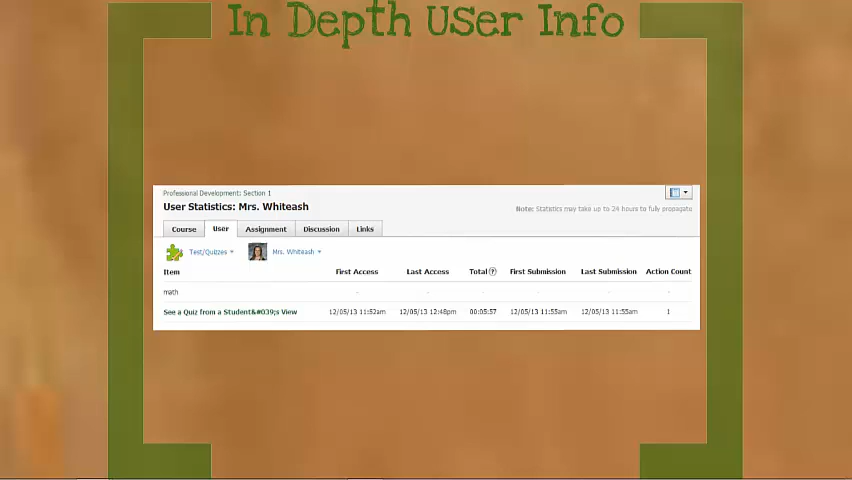 In Depth User Info
Professional Development: Section 1
User Statistics: Mrs. Whiteash
Note: Statistics may take up to 24 hours to fully propagate
Course User Assignment Discussion Links
Test/Quizzes Mrs. Whiteash
Item First Access Last Access Total ? First Submission Last Submission Action Count
math - - - - - -
See a Quiz from a Student&#039;s View 12/05/13 11:52am 12/05/13 12:48pm 00:05:57 12/05/13 11:55am 12/05/13 11:55am 1